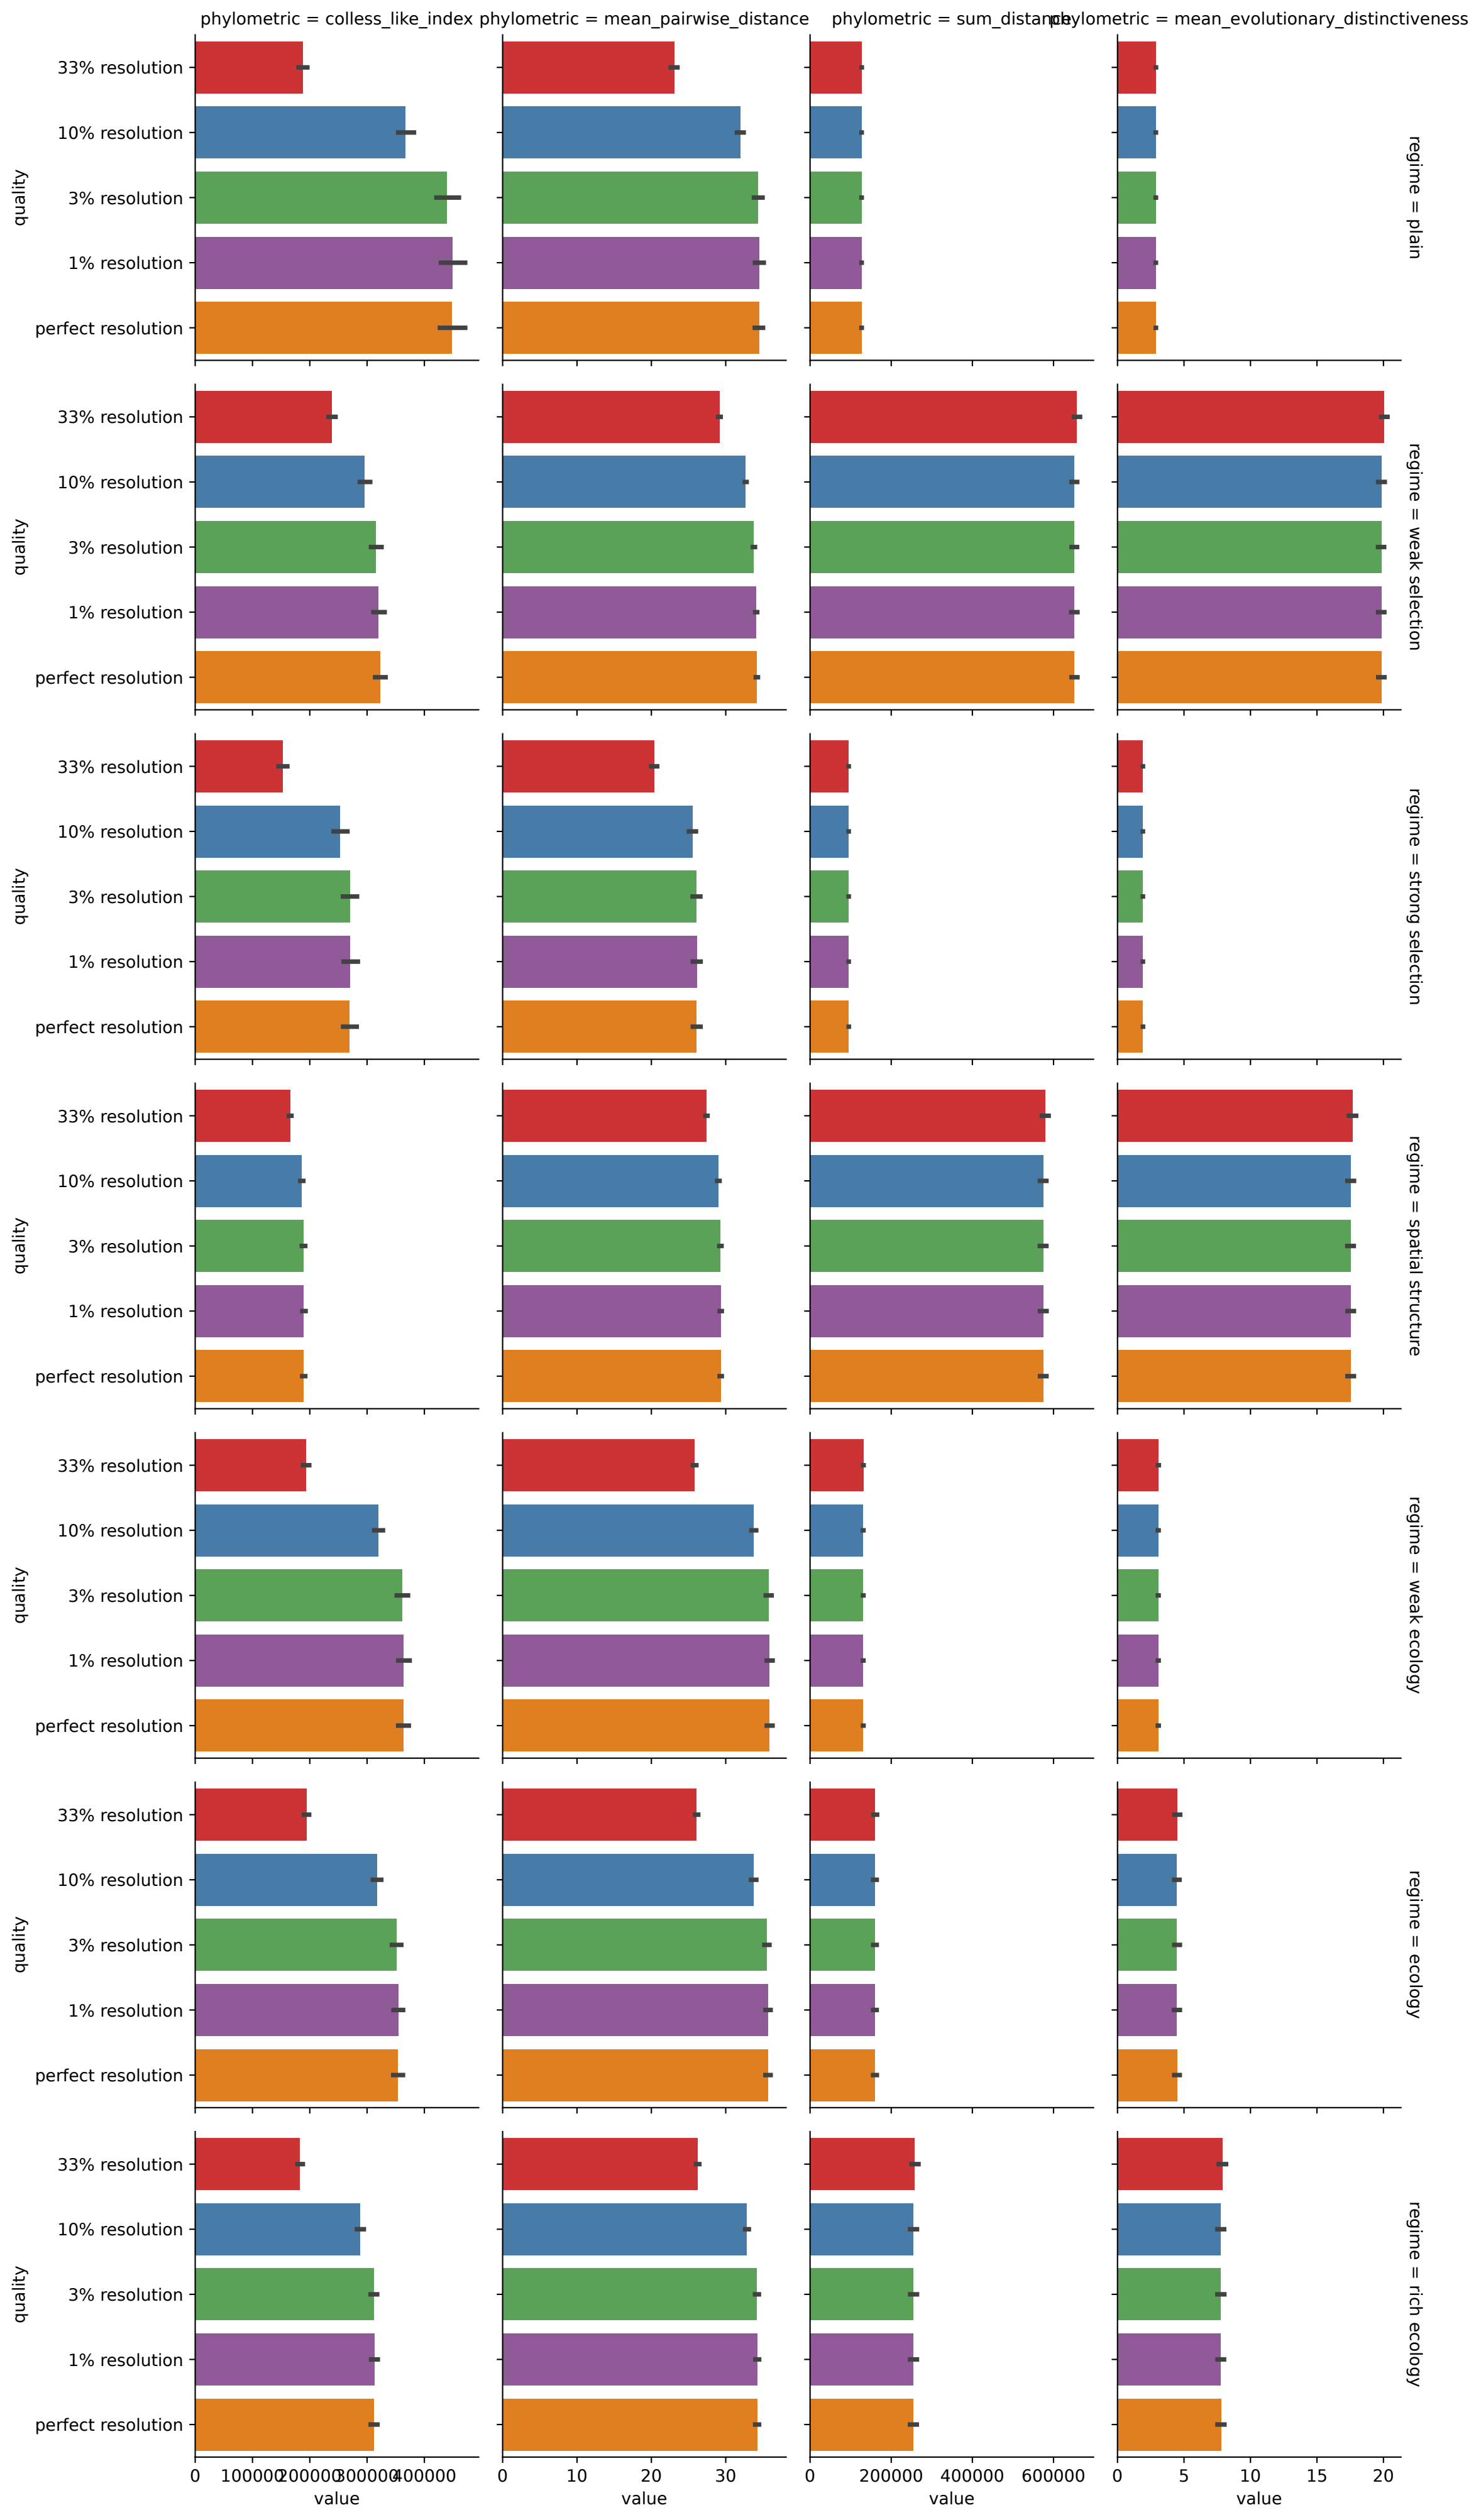 phylometric = colless_like_index
phylometric = mean_pairwise_distance
phylometric = sum_distance
phylometric = mean_evolutionary_distinctiveness
quality
33% resolution
10% resolution
3% resolution
1% resolution
perfect resolution
regime = plain
quality
33% resolution
10% resolution
3% resolution
1% resolution
perfect resolution
regime = weak selection
quality
33% resolution
10% resolution
3% resolution
1% resolution
perfect resolution
regime = strong selection
quality
33% resolution
10% resolution
3% resolution
1% resolution
perfect resolution
regime = spatial structure
quality
33% resolution
10% resolution
3% resolution
1% resolution
perfect resolution
regime = weak ecology
quality
33% resolution
10% resolution
3% resolution
1% resolution
perfect resolution
regime = ecology
quality
33% resolution
10% resolution
3% resolution
1% resolution
perfect resolution
regime = rich ecology
0 100000 200000 300000 400000
value
0 10 20 30
value
0 200000 400000 600000
value
0 5 10 15 20
value